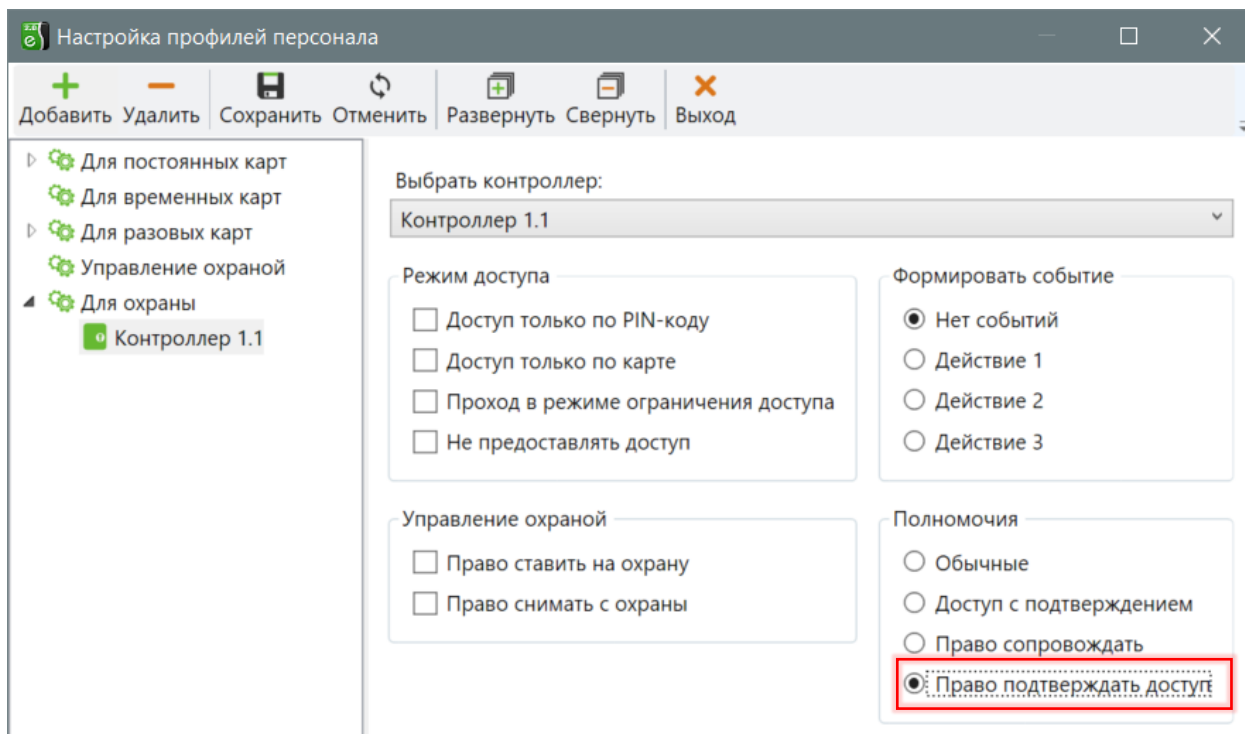 Настройка профилей персонала
Добавить Удалить Сохранить Отменить Развернуть Свернуть Выход
Для постоянных карт
Для временных карт
Для разовых карт
Управление охраной
Для охраны
Контроллер 1.1
Выбрать контроллер:
Контроллер 1.1
Режим доступа
Доступ только по PIN-коду
Доступ только по карте
Проход в режиме ограничения доступа
Не предоставлять доступ
Формировать событие
Нет событий
Действие 1
Действие 2
Действие 3
Управление охраной
Право ставить на охрану
Право снимать с охраны
Полномочия
Обычные
Доступ с подтверждением
Право сопровождать
Право подтверждать доступ